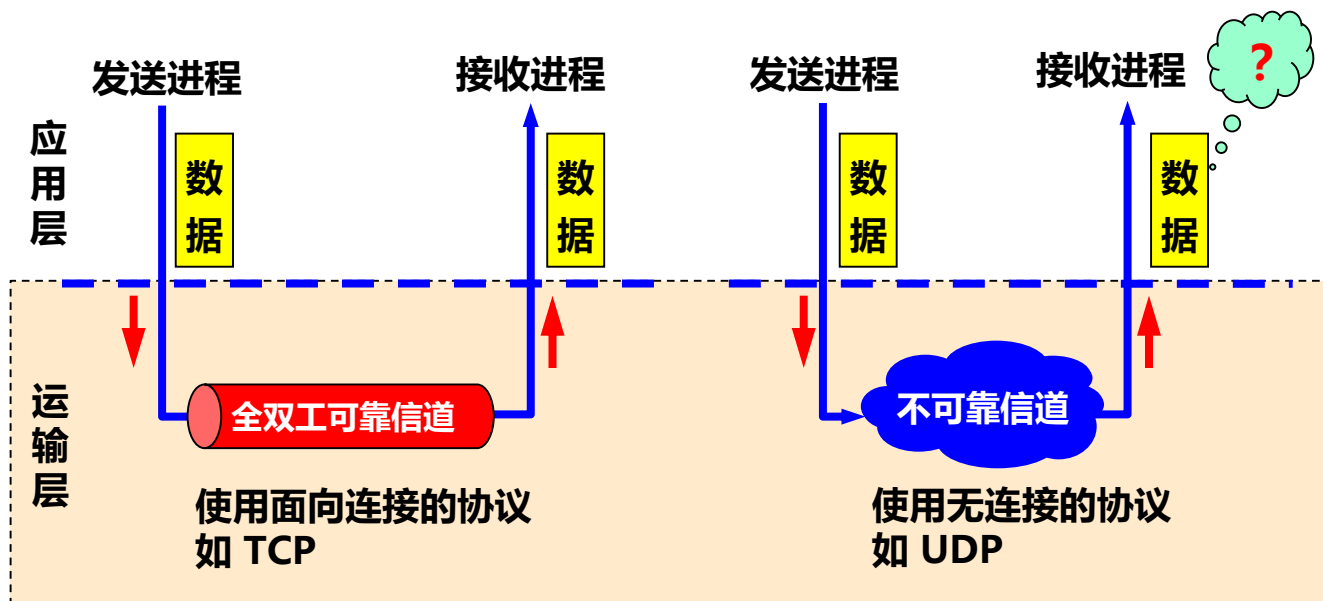 发送进程
接收进程
发送进程
接收进程
?
应用层
数据
数据
数据
数据
运输层
全双工可靠信道
不可靠信道
使用面向连接的协议
如 TCP
使用无连接的协议
如 UDP